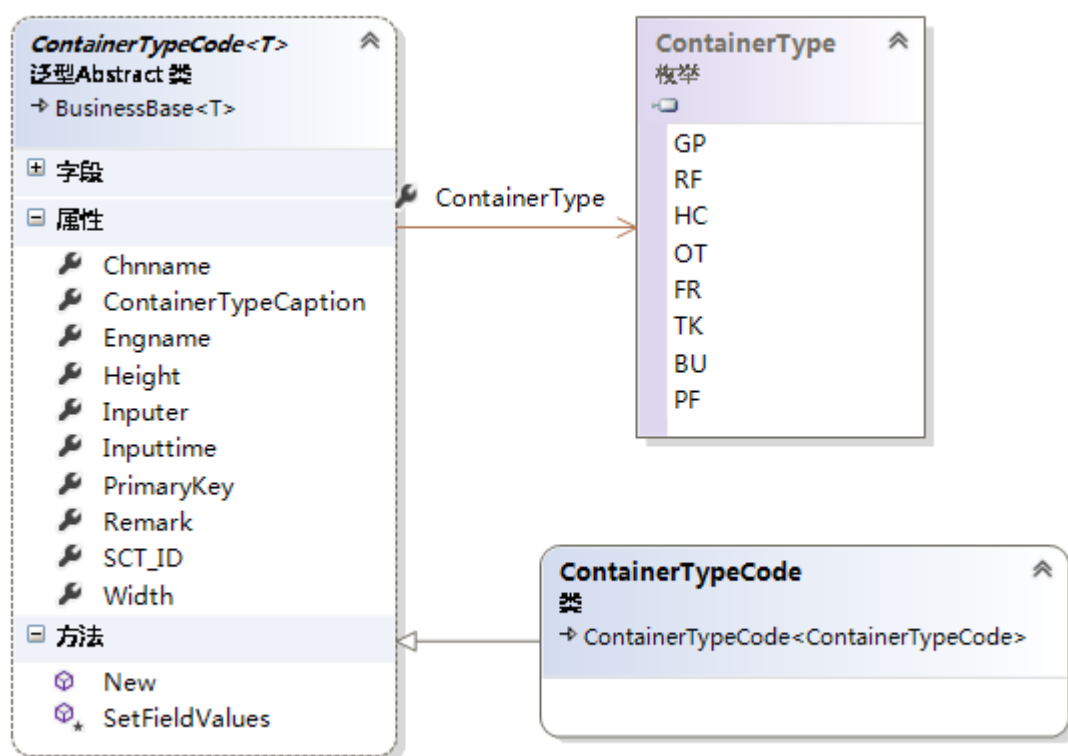 ContainerTypeCode<T>
泛型Abstract 类
BusinessBase<T>
字段
属性
Chnname
ContainerTypeCaption
Engname
Height
Inputer
Inputtime
PrimaryKey
Remark
SCT_ID
Width
方法
New
SetFieldValues
ContainerType
ContainerType
枚举
GP
RF
HC
OT
FR
TK
BU
PF
ContainerTypeCode
类
ContainerTypeCode<ContainerTypeCode>